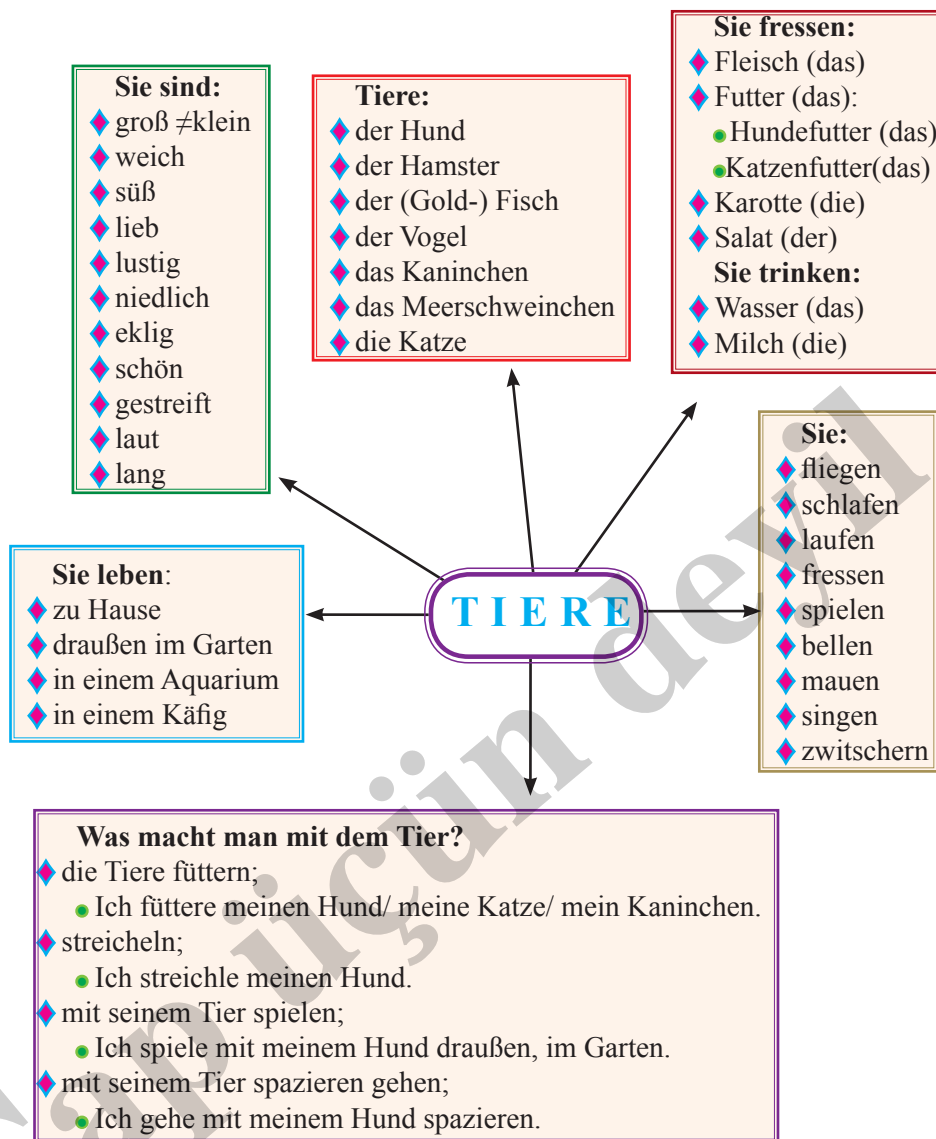 Sie sind:
groß ≠klein
weich
süß
lieb
lustig
niedlich
eklig
schön
gestreift
laut
lang
Tiere:
der Hund
der Hamster
der (Gold-) Fisch
der Vogel
das Kaninchen
das Meerschweinchen
die Katze
Sie fressen:
Fleisch (das)
Futter (das):
Hundefutter (das)
Katzenfutter(das)
Karotte (die)
Salat (der)
Sie trinken:
Wasser (das)
Milch (die)
Sie leben:
zu Hause
draußen im Garten
in einem Aquarium
in einem Käfig
TIERE
Sie:
fliegen
schlafen
laufen
fressen
spielen
bellen
mauen
singen
zwitschern
Was macht man mit dem Tier?
die Tiere füttern;
Ich füttere meinen Hund/ meine Katze/ mein Kaninchen.
streicheln;
Ich streichle meinen Hund.
mit seinem Tier spielen;
Ich spiele mit meinem Hund draußen, im Garten.
mit seinem Tier spazieren gehen;
Ich gehe mit meinem Hund spazieren.
Çap üçün deyil